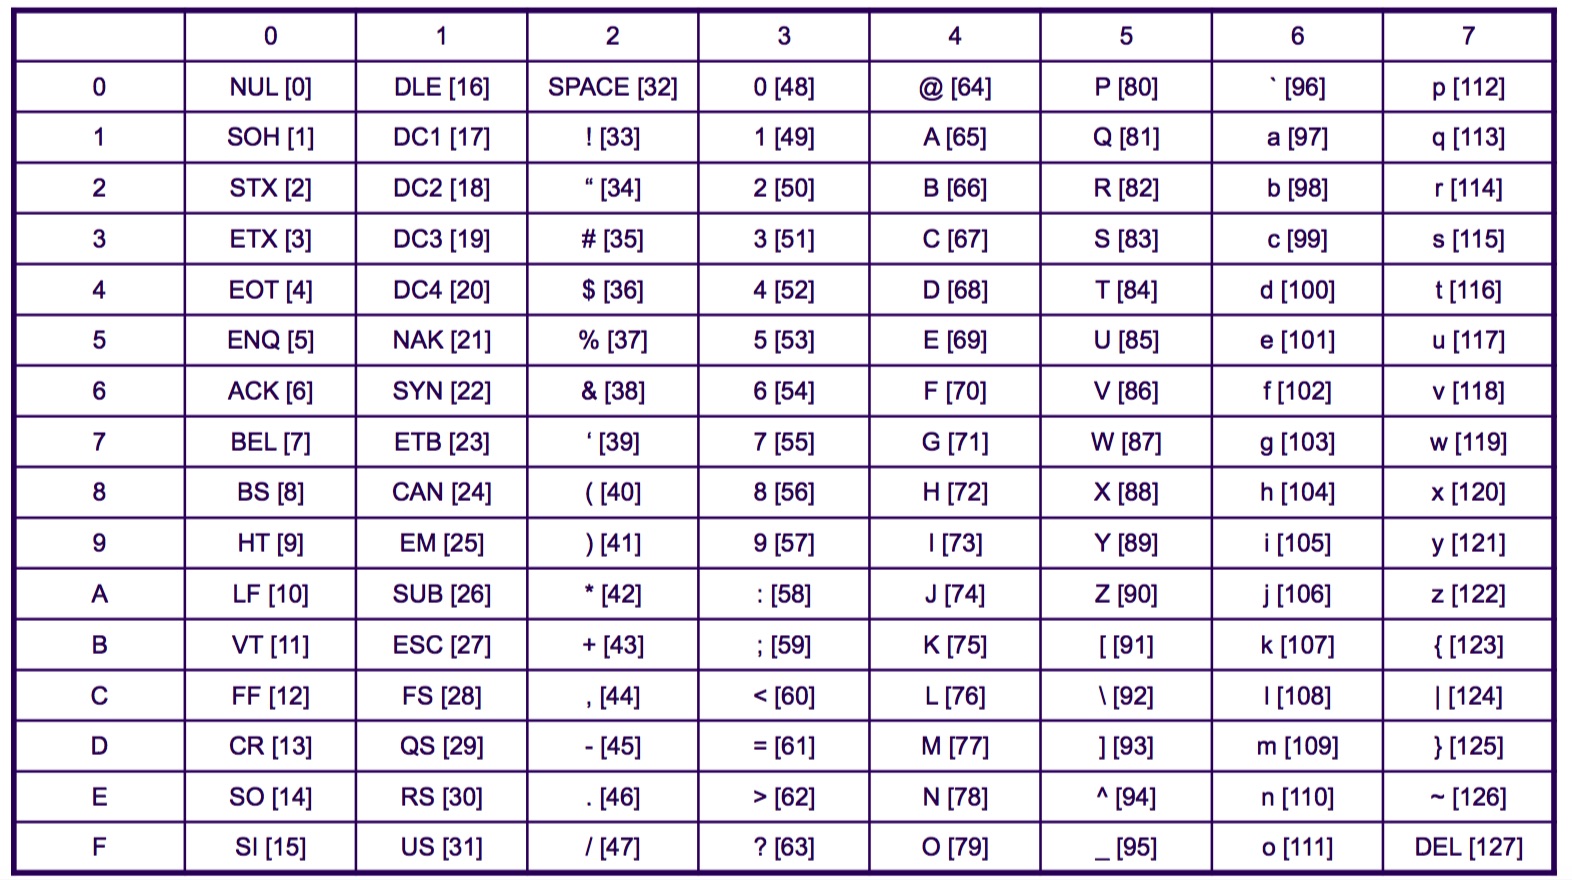 0 1 2 3 4 5 6 7
0 NUL [0] DLE [16] SPACE [32] 0 [48] @ [64] P [80] ` [96] p [112]
1 SOH [1] DC1 [17] ! [33] 1 [49] A [65] Q [81] a [97] q [113]
2 STX [2] DC2 [18] “ [34] 2 [50] B [66] R [82] b [98] r [114]
3 ETX [3] DC3 [19] # [35] 3 [51] C [67] S [83] c [99] s [115]
4 EOT [4] DC4 [20] $ [36] 4 [52] D [68] T [84] d [100] t [116]
5 ENQ [5] NAK [21] % [37] 5 [53] E [69] U [85] e [101] u [117]
6 ACK [6] SYN [22] & [38] 6 [54] F [70] V [86] f [102] v [118]
7 BEL [7] ETB [23] ‘ [39] 7 [55] G [71] W [87] g [103] w [119]
8 BS [8] CAN [24] ( [40] 8 [56] H [72] X [88] h [104] x [120]
9 HT [9] EM [25] ) [41] 9 [57] I [73] Y [89] i [105] y [121]
A LF [10] SUB [26] * [42] : [58] J [74] Z [90] j [106] z [122]
B VT [11] ESC [27] + [43] ; [59] K [75] [ [91] k [107] { [123]
C FF [12] FS [28] , [44] < [60] L [76] \ [92] l [108] | [124]
D CR [13] QS [29] - [45] = [61] M [77] ] [93] m [109] } [125]
E SO [14] RS [30] . [46] > [62] N [78] ^ [94] n [110] ~ [126]
F SI [15] US [31] / [47] ? [63] O [79] _ [95] o [111] DEL [127]